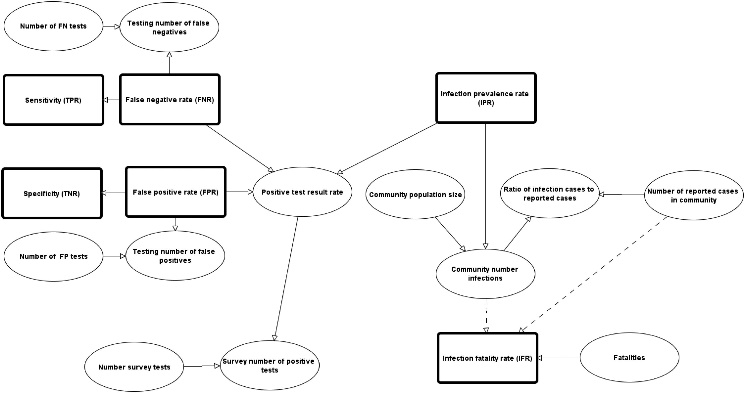 Number of FN tests
Testing number of false
negatives
Sensitivity (TPR)
False negative rate (FNR)
Infection prevalence rate
(IPR)
Specificity (TNR)
False positive rate (FPR)
Positive test result rate
Community population size
Ratio of infection cases to
reported cases
Number of reported cases
in community
Number of FP tests
Testing number of false
positives
Community number
infections
Number survey tests
Survey number of positive
tests
Infection fatality rate (IFR)
Fatalities